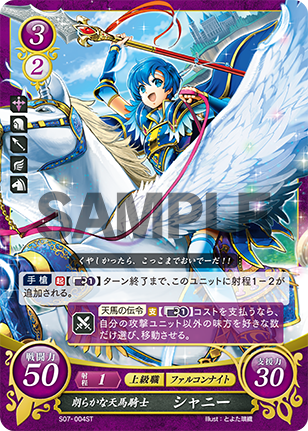 3
2
SAMPLE
くやしかったら、ここまでおいでーだ!!
手槍 起 【1】ターン終了まで、このユニットに射程1-2が
追加される。
天馬の伝令 支 【1】コストを支払うなら、
自分の攻撃ユニット以外の味方を好きな数
だけ選び、移動させる。
戦闘力
50
射程 1
上級職
ファルコンナイト
支援力
30
朗らかな天馬騎士 シャニー
S07-004ST
Illust:とよた瑣織